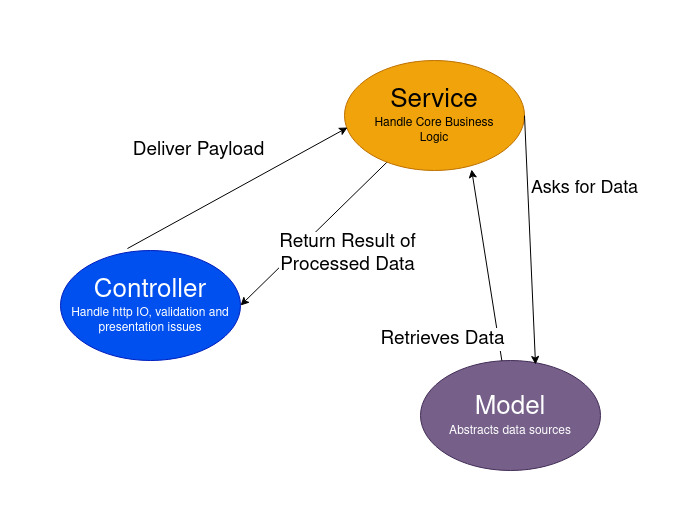 Service
Handle Core Business
Logic
Deliver Payload
Asks for Data
Return Result of
Processed Data
Controller
Handle http IO, validation and
presentation issues
Retrieves Data
Model
Abstracts data sources